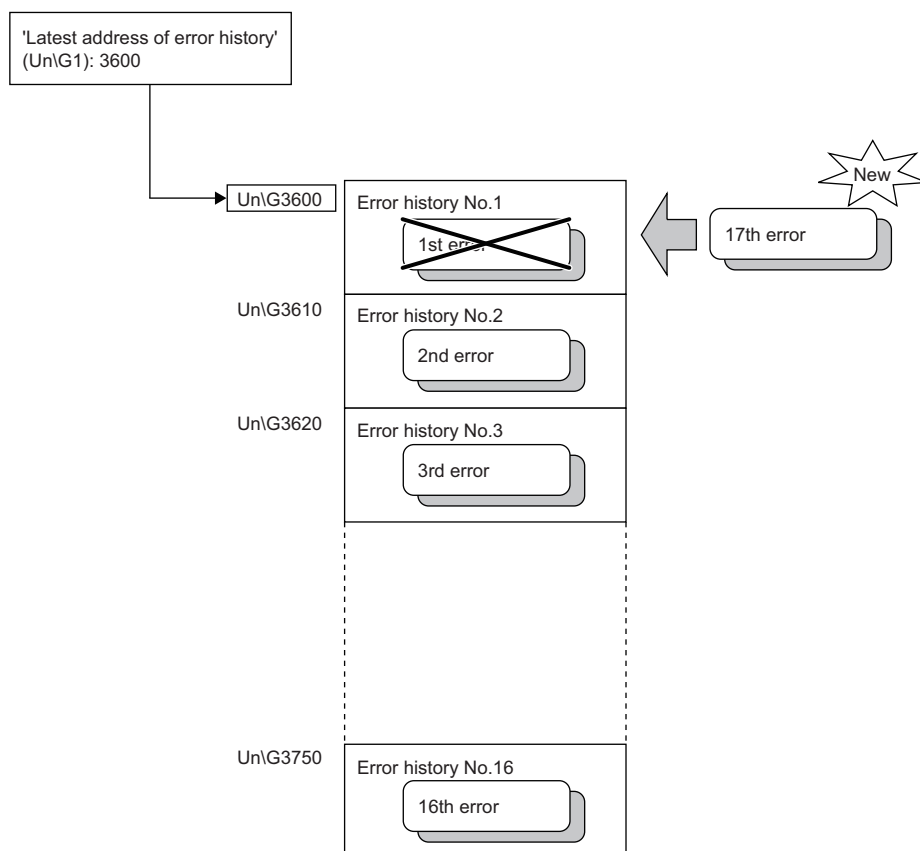 'Latest address of error history'
(Un\G1): 3600
New
Un\G3600
Error history No.1
1st error
17th error
Un\G3610
Error history No.2
2nd error
Un\G3620
Error history No.3
3rd error
Un\G3750
Error history No.16
16th error